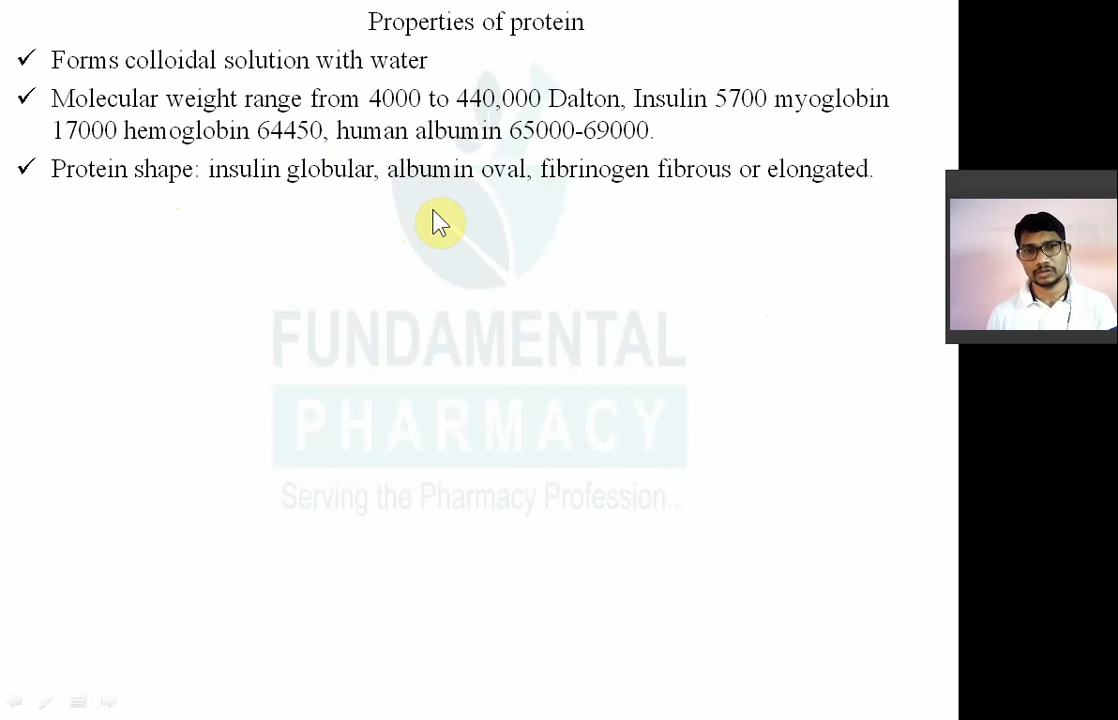 Properties of protein
✓ Forms colloidal solution with water
✓ Molecular weight range from 4000 to 440,000 Dalton, Insulin 5700 myoglobin
17000 hemoglobin 64450, human albumin 65000-69000.
✓ Protein shape: insulin globular, albumin oval, fibrinogen fibrous or elongated.
FUNDAMENTAL
PHARMACY
Serving the Pharmacy Profession..